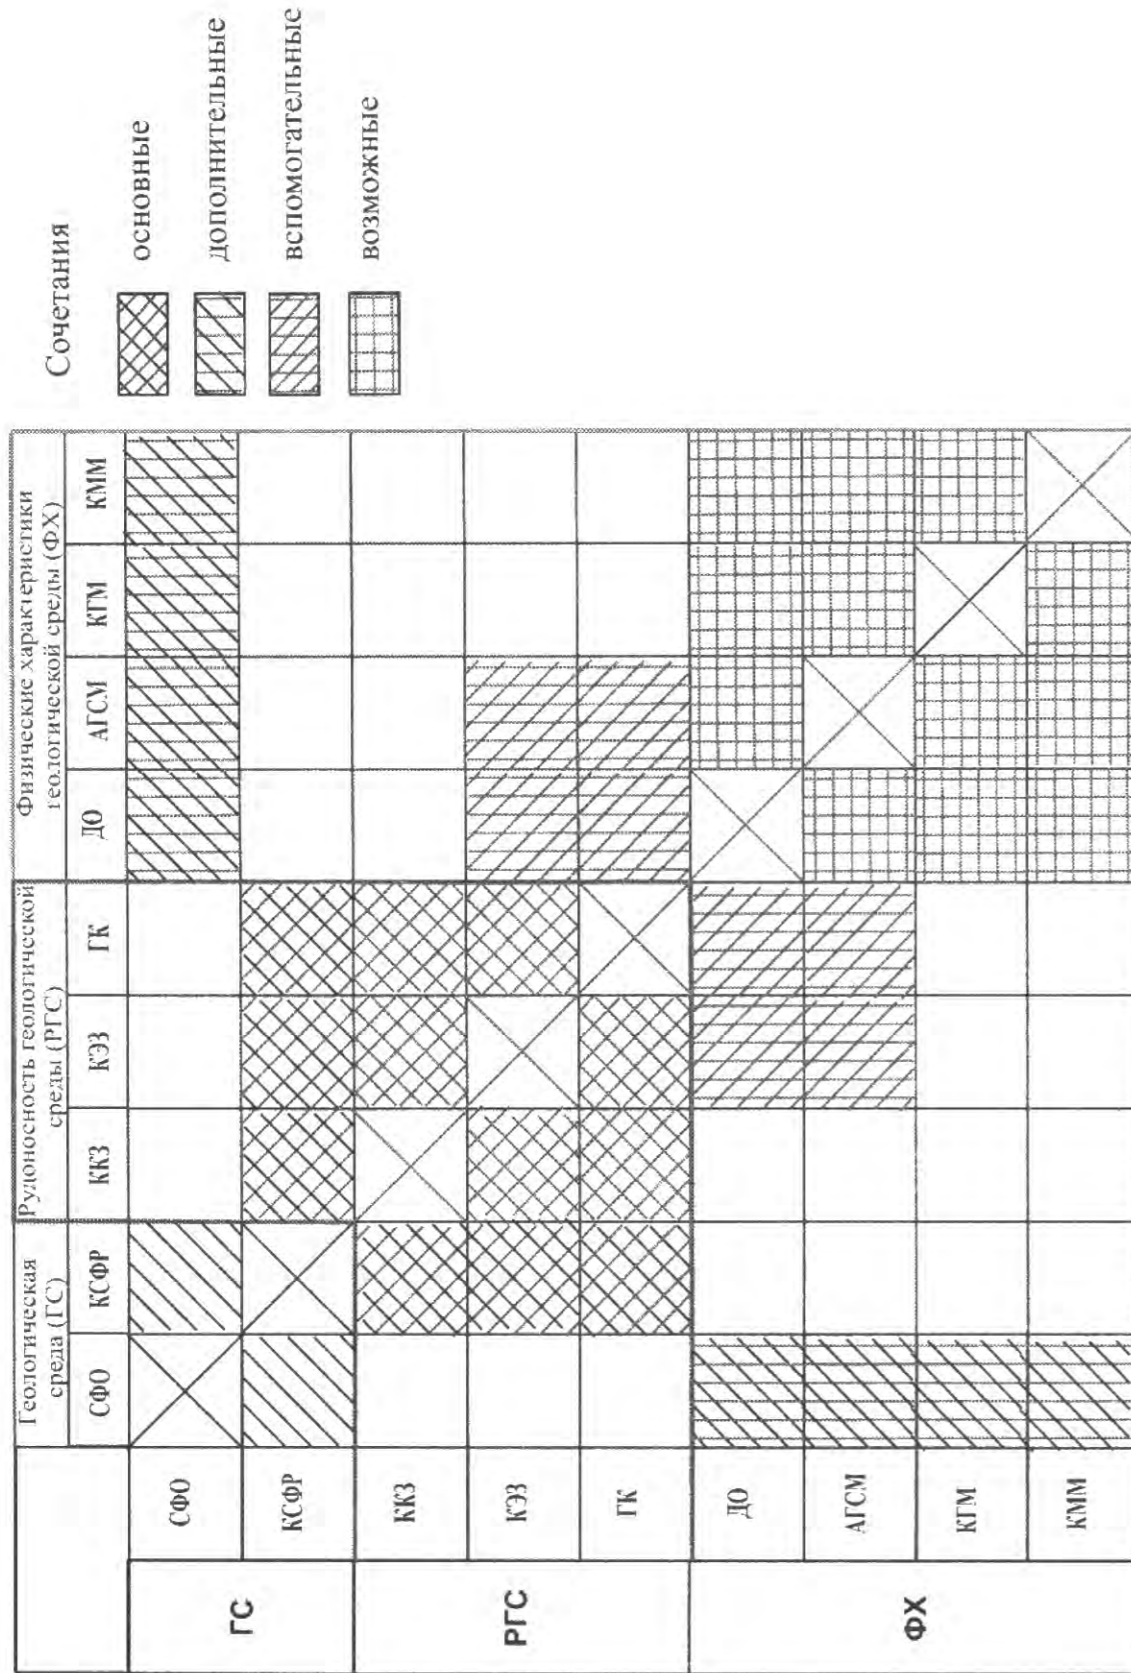 Геологическая
среда (ГС)
Рудоносность геологической
среды (РГС)
Физические характеристики
геологической среды (ФХ)
СФО КСФР ККЗ КЭЗ ГК ДО АГСМ КГМ КММ
ГС
СФО
КСФР
РГС
ККЗ
КЭЗ
ГК
ФХ
ДО
АГСМ
КГМ
КММ
Сочетания
основные
дополнительные
вспомогательные
возможные